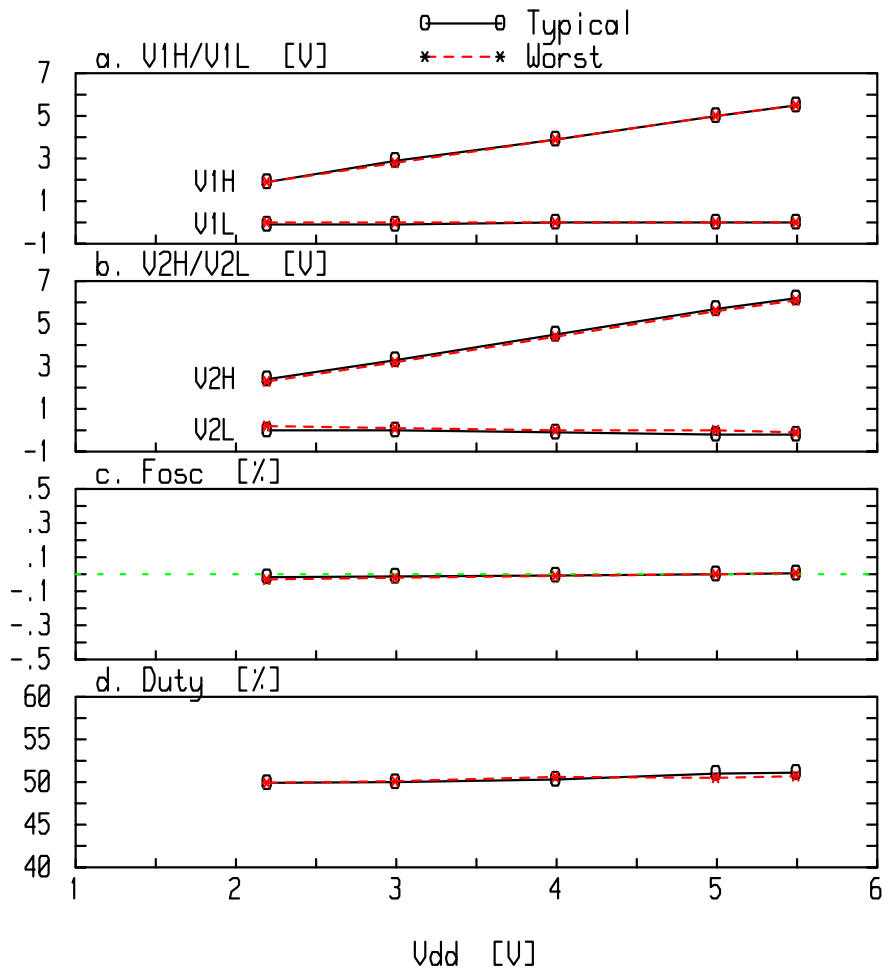 Typical
Worst
a. V1H/V1L [V]
7
5
3
1
-1
V1H
V1L
b. V2H/V2L [V]
7
5
3
1
-1
V2H
V2L
c. Fosc [%]
.5
.3
.1
-.1
-.3
-.5
d. Duty [%]
60
55
50
45
40
1 2 3 4 5 6
Vdd [V]